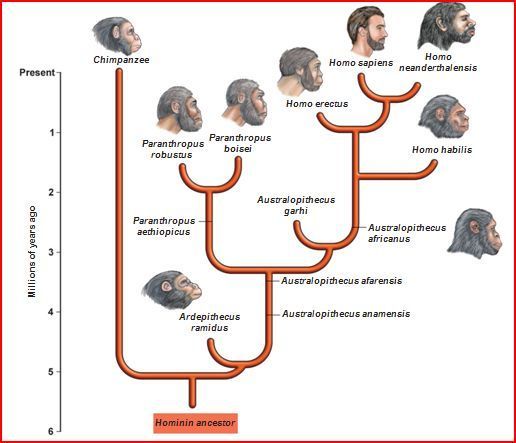 Chimpanzee
Homo sapiens
Homo
neanderthalensis
Present
Homo erectus
Paranthropus
robustus
Paranthropus
boisei
Homo habilis
1
2
3
4
5
6
Millions of years ago
Australopithecus
garhi
Paranthropus
aethiopicus
Australopithecus
africanus
Australopithecus afarensis
Ardepithecus
ramidus
Australopithecus anamensis
Hominin ancestor